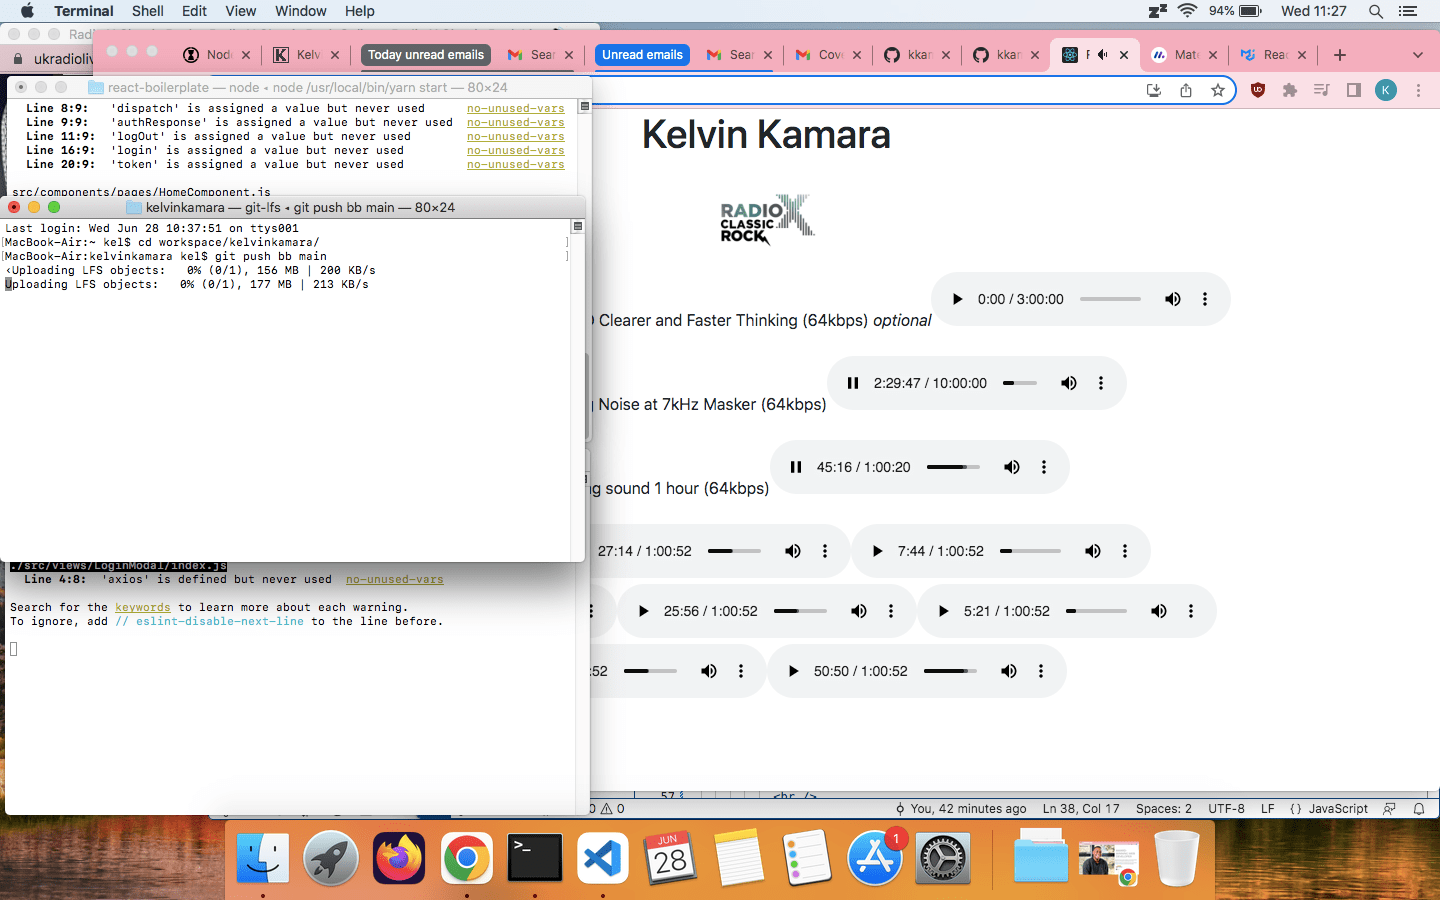 Terminal Shell Edit View Window Help 94% Wed 11:27
ukradioliv
Node
Kelv
Today unread emails
Sear
Unread emails
Sear
Cove
kkan
kkan
Mate
Reac
react-boilerplate — node ◂ node /usr/local/bin/yarn start — 80×24
K
Line 8:9: 'dispatch' is assigned a value but never used no-unused-vars
Line 9:9: 'authResponse' is assigned a value but never used no-unused-vars
Line 11:9: 'logOut' is assigned a value but never used no-unused-vars
Line 16:9: 'login' is assigned a value but never used no-unused-vars
Line 20:9: 'token' is assigned a value but never used no-unused-vars
src/components/pages/HomeComponent.js
kelvinkamara — git-lfs ◂ git push bb main — 80×24
Last login: Wed Jun 28 10:37:51 on ttys001
[MacBook-Air:~ kel$ cd workspace/kelvinkamara/ ]
[MacBook-Air:kelvinkamara kel$ git push bb main ]
‹Uploading LFS objects: 0% (0/1), 156 MB | 200 KB/s
Uploading LFS objects: 0% (0/1), 177 MB | 213 KB/s
./src/views/LoginModal/index.js
Line 4:8: 'axios' is defined but never used no-unused-vars
Search for the keywords to learn more about each warning.
To ignore, add // eslint-disable-next-line to the line before.
Kelvin Kamara
RADIO X
CLASSIC
ROCK
Clearer and Faster Thinking (64kbps) optional 0:00 / 3:00:00
Noise at 7kHz Masker (64kbps) 2:29:47 / 10:00:00
ng sound 1 hour (64kbps) 45:16 / 1:00:20
27:14 / 1:00:52 7:44 / 1:00:52
25:56 / 1:00:52 5:21 / 1:00:52
:52 50:50 / 1:00:52
57 <br />
0 0 You, 42 minutes ago Ln 38, Col 17 Spaces: 2 UTF-8 LF {} JavaScript
JUN
28
1